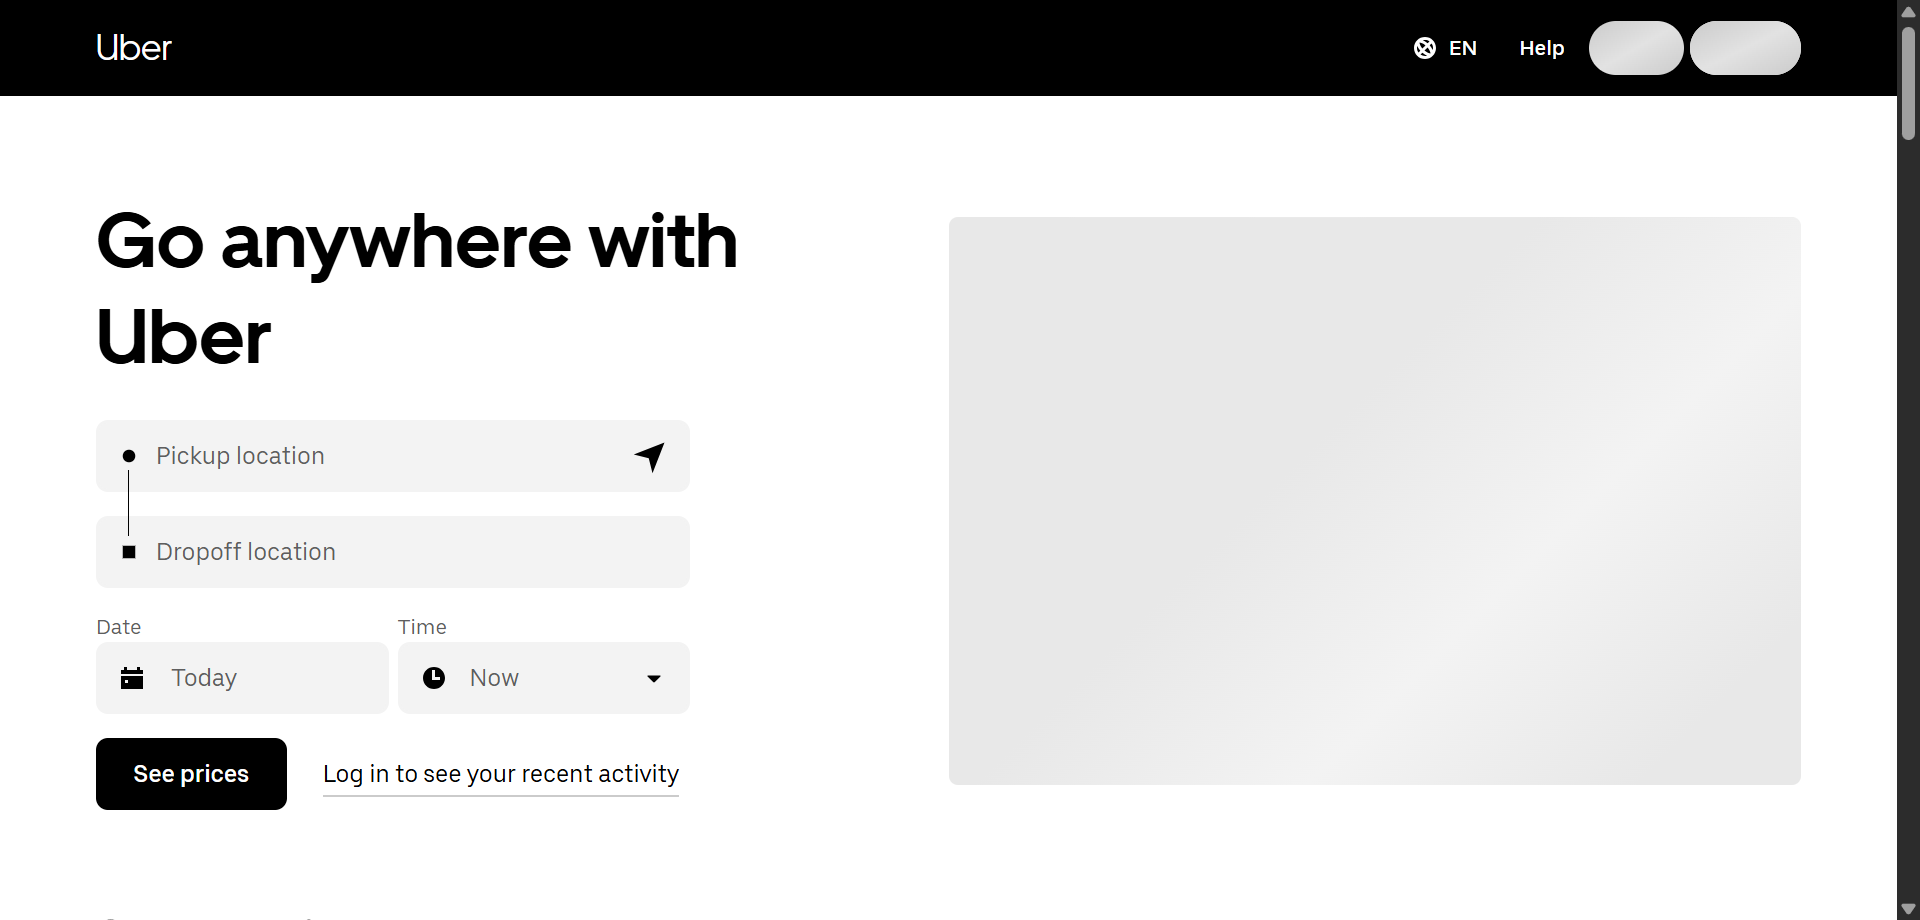 Uber
EN
Help
Go anywhere with
Uber
Pickup location
Dropoff location
Date
Time
Today
Now
See prices
Log in to see your recent activity